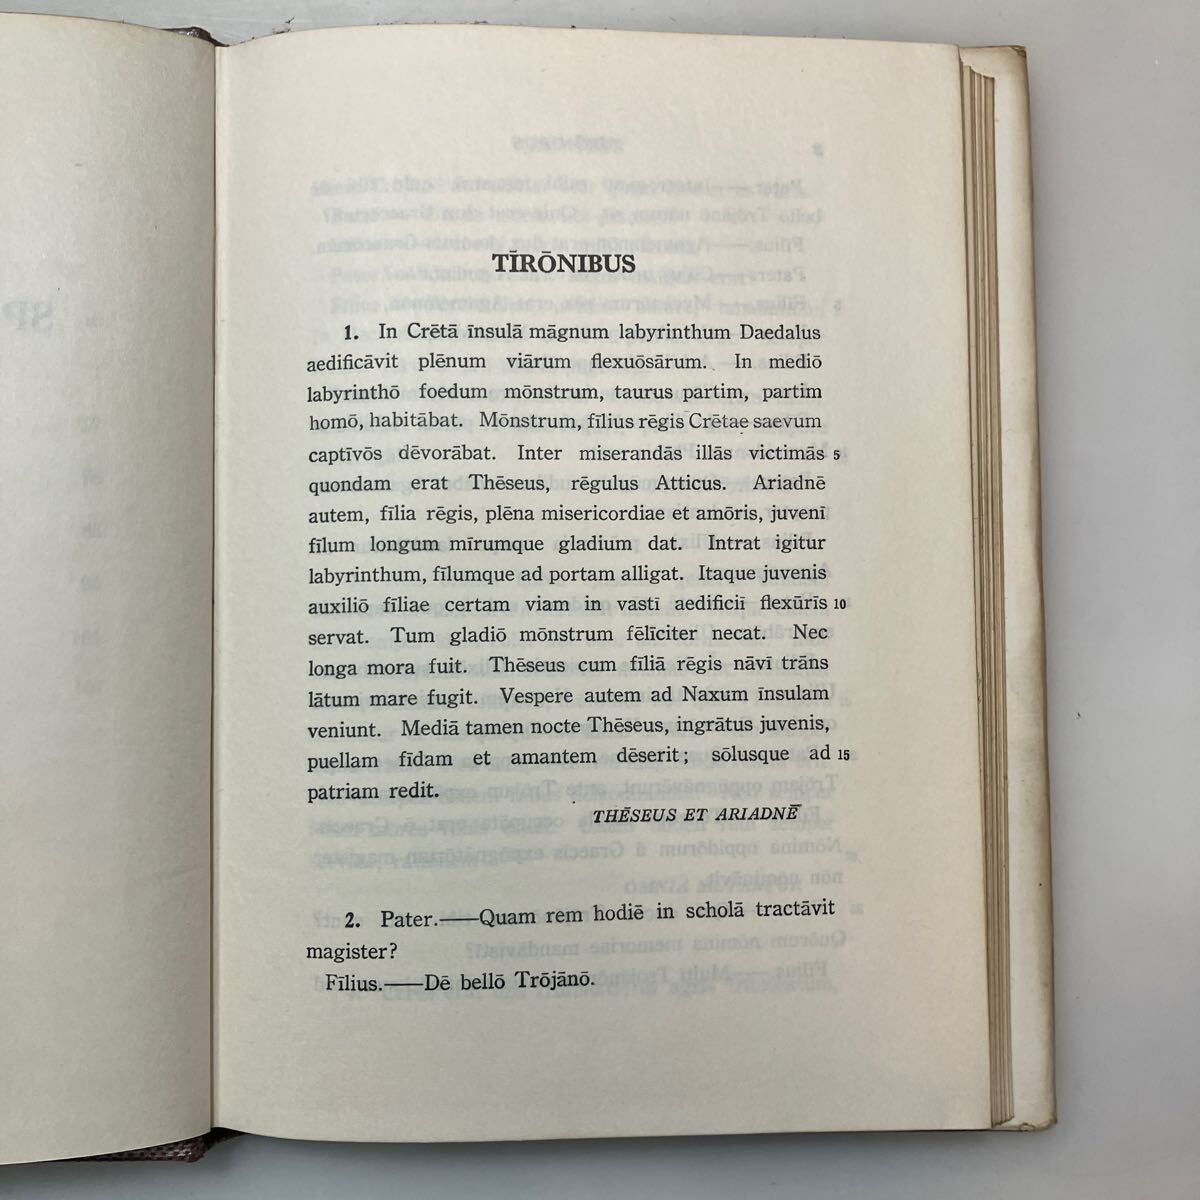 SP
TĪRŌNIBUS
1. In Crētā īnsulā māgnum labyrinthum Daedalus
aedificāvit plēnum viārum flexuōsārum. In mediō
labyrinthō foedum mōnstrum, taurus partim, partim
homō, habitābat. Mōnstrum, fīlius rēgis Crētae saevum
captīvōs dēvorābat. Inter miserandās illās victimās 5
quondam erat Thēseus, rēgulus Atticus. Ariadnē
autem, fīlia rēgis, plēna misericordiae et amōris, juvenī
fīlum longum mīrumque gladium dat. Intrat igitur
labyrinthum, fīlumque ad portam alligat. Itaque juvenis
auxiliō fīliae certam viam in vastī aedificiī flexūrīs 10
servat. Tum gladiō mōnstrum fēlīciter necat. Nec
longa mora fuit. Thēseus cum fīliā rēgis nāvī trāns
lātum mare fugit. Vespere autem ad Naxum īnsulam
veniunt. Mediā tamen nocte Thēseus, ingrātus juvenis,
puellam fīdam et amantem dēserit; sōlusque ad 15
patriam redit.
THĒSEUS ET ARIADNĒ
2. Pater.——Quam rem hodiē in scholā tractāvit
magister?
Fīlius.——Dē bellō Trōjānō.